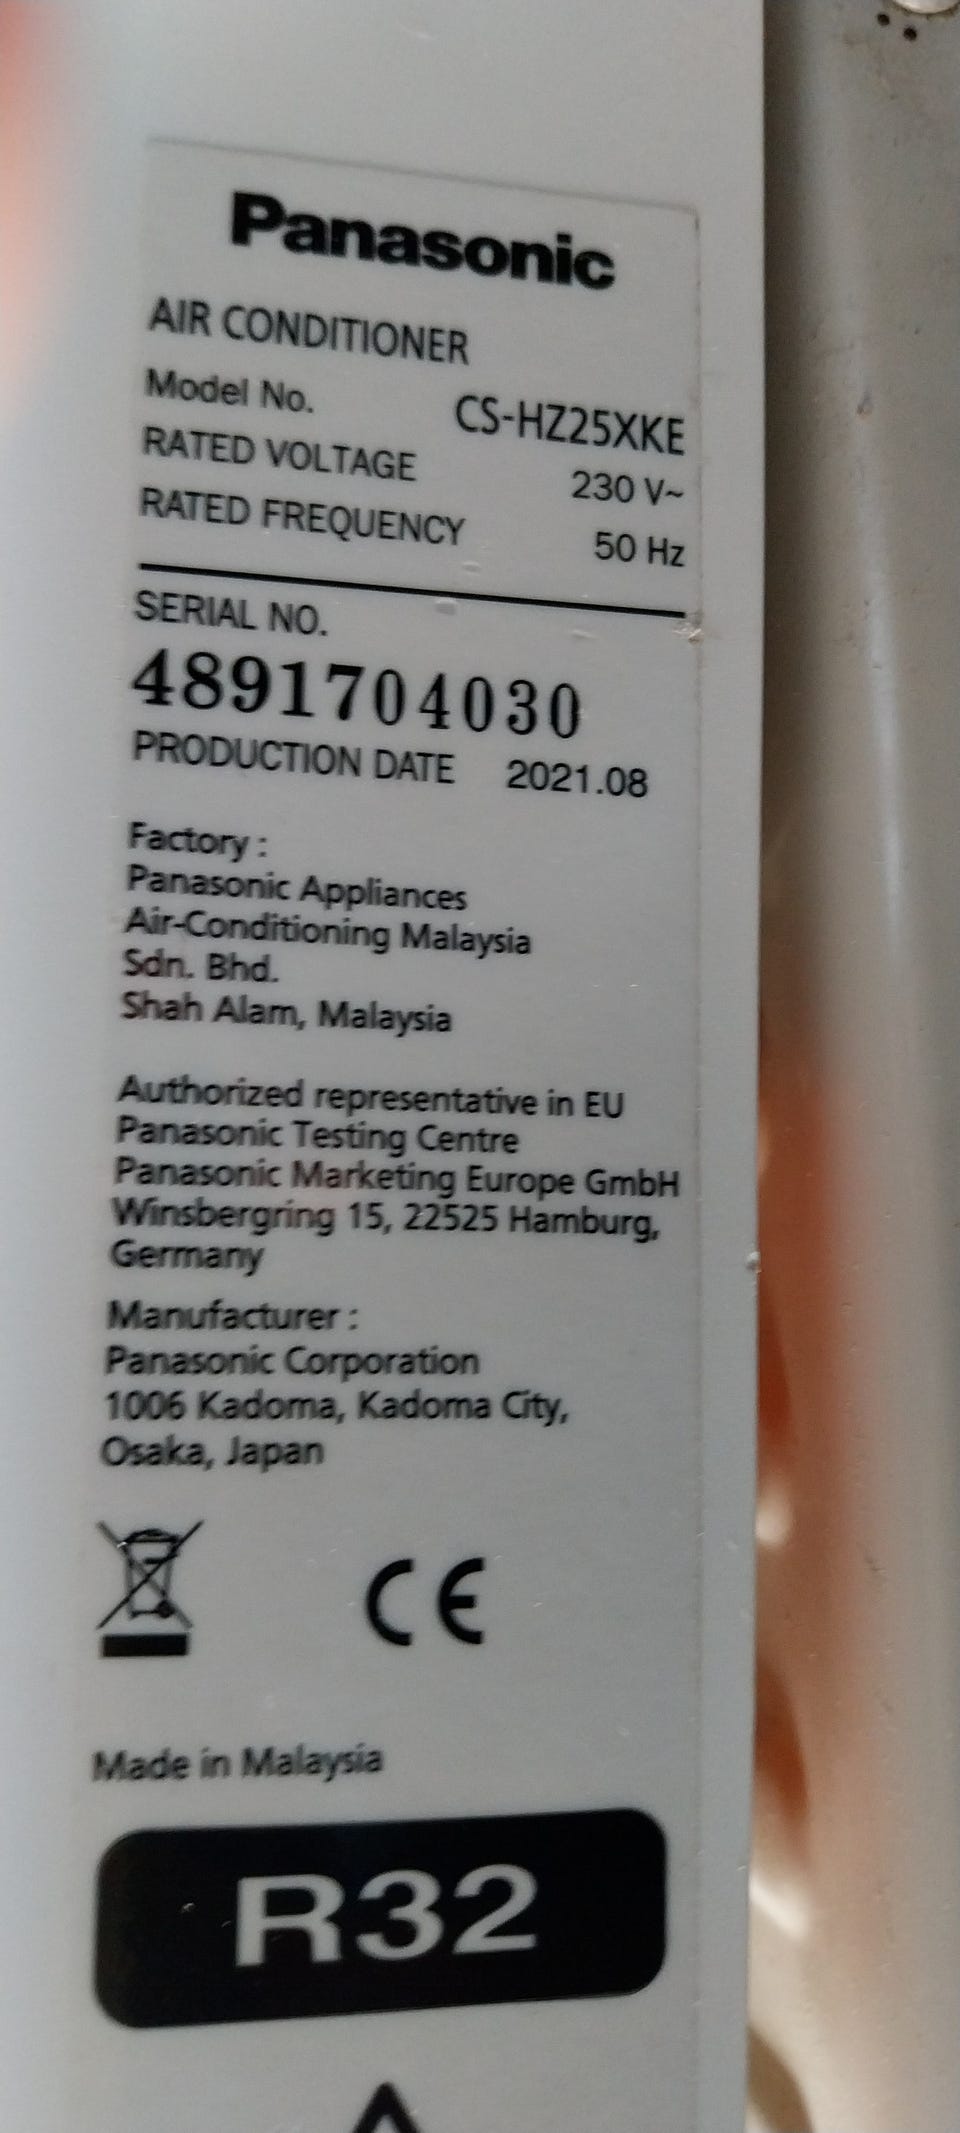 Panasonic
AIR CONDITIONER
Model No. CS-HZ25XKE
RATED VOLTAGE 230 V~
RATED FREQUENCY 50 Hz
SERIAL NO.
4891704030
PRODUCTION DATE 2021.08
Factory :
Panasonic Appliances
Air-Conditioning Malaysia
Sdn. Bhd.
Shah Alam, Malaysia
Authorized representative in EU
Panasonic Testing Centre
Panasonic Marketing Europe GmbH
Winsbergring 15, 22525 Hamburg,
Germany
Manufacturer :
Panasonic Corporation
1006 Kadoma, Kadoma City,
Osaka, Japan
CE
Made in Malaysia
R32